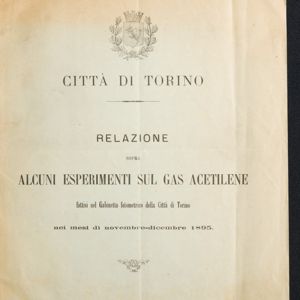 CITTÀ DI TORINO
RELAZIONE
SOPRA
ALCUNI ESPERIMENTI SUL GAS ACETILENE
fattisi nel Gabinetto fotometrico della Città di Torino
nei mesi di novembre-dicembre 1895.